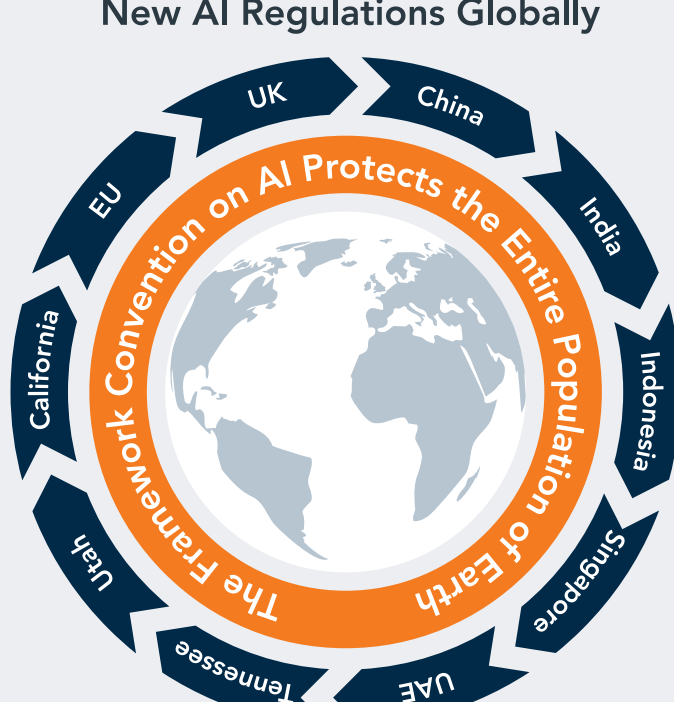 New AI Regulations Globally
UK
China
India
Indonesia
Singapore
UAE
Tennessee
Utah
California
EU
The Framework Convention on AI Protects the Entire Population of Earth